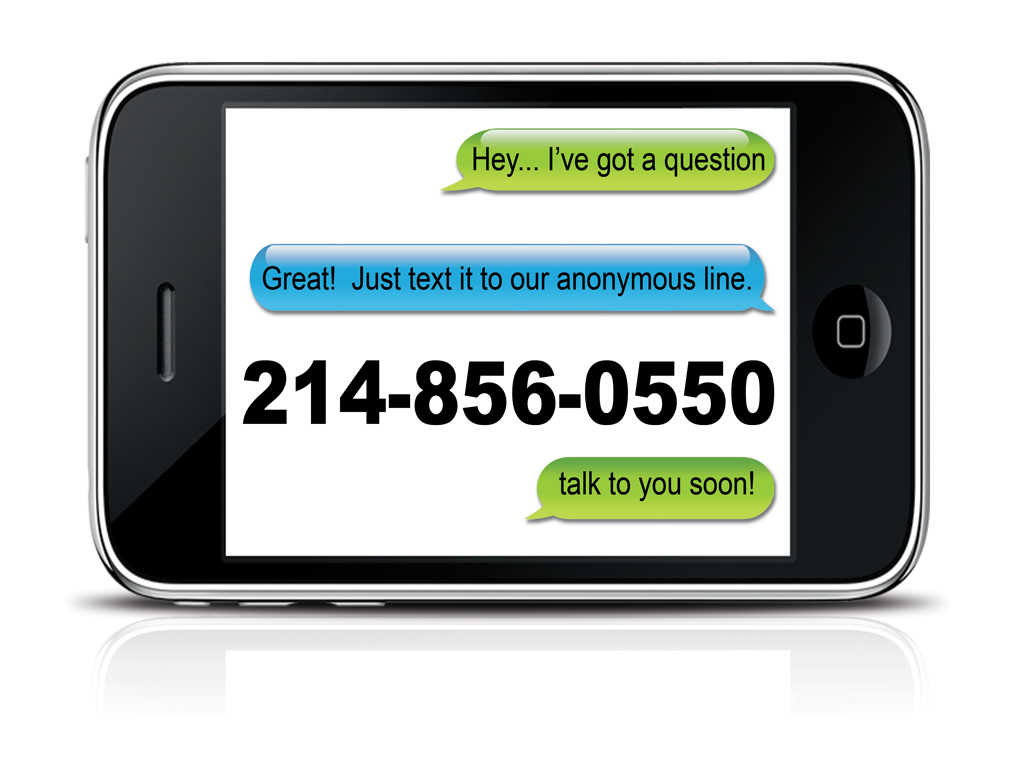 Hey... I've got a question
Great!  Just text it to our anonymous line.
214-856-0550
talk to you soon!